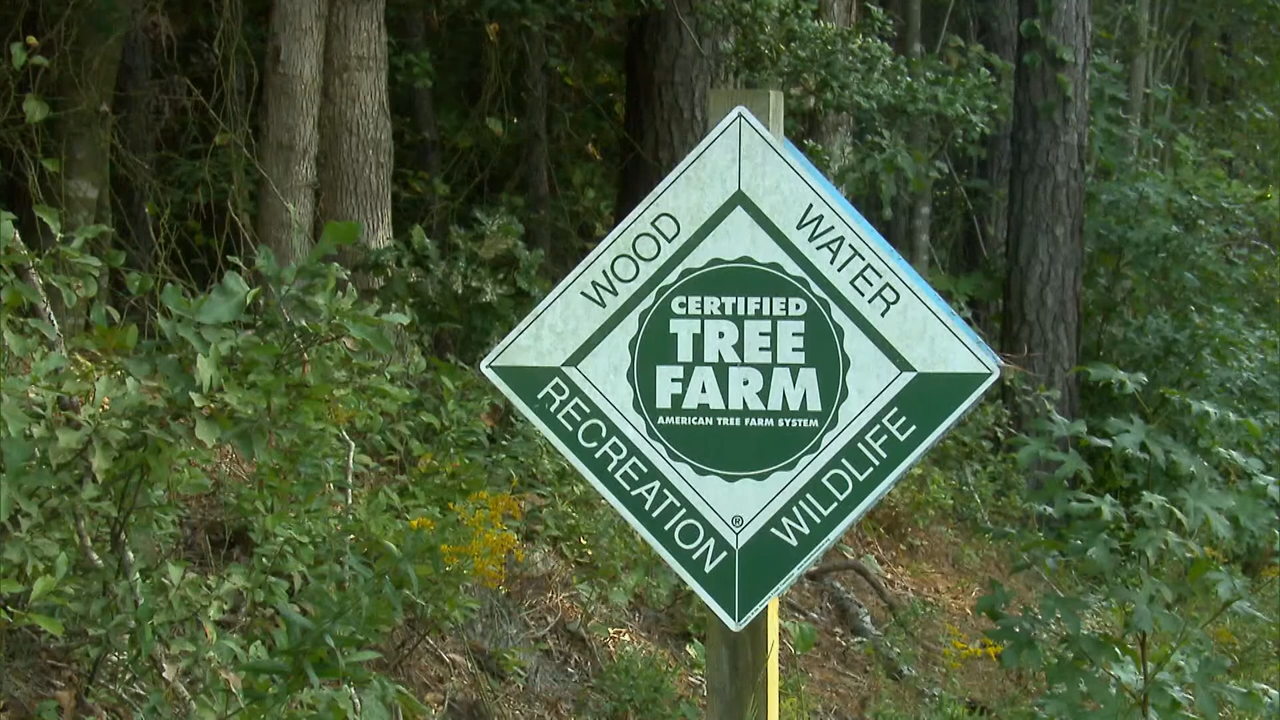 WOOD
WATER
CERTIFIED
TREE
FARM
AMERICAN TREE FARM SYSTEM
RECREATION
WILDLIFE
®